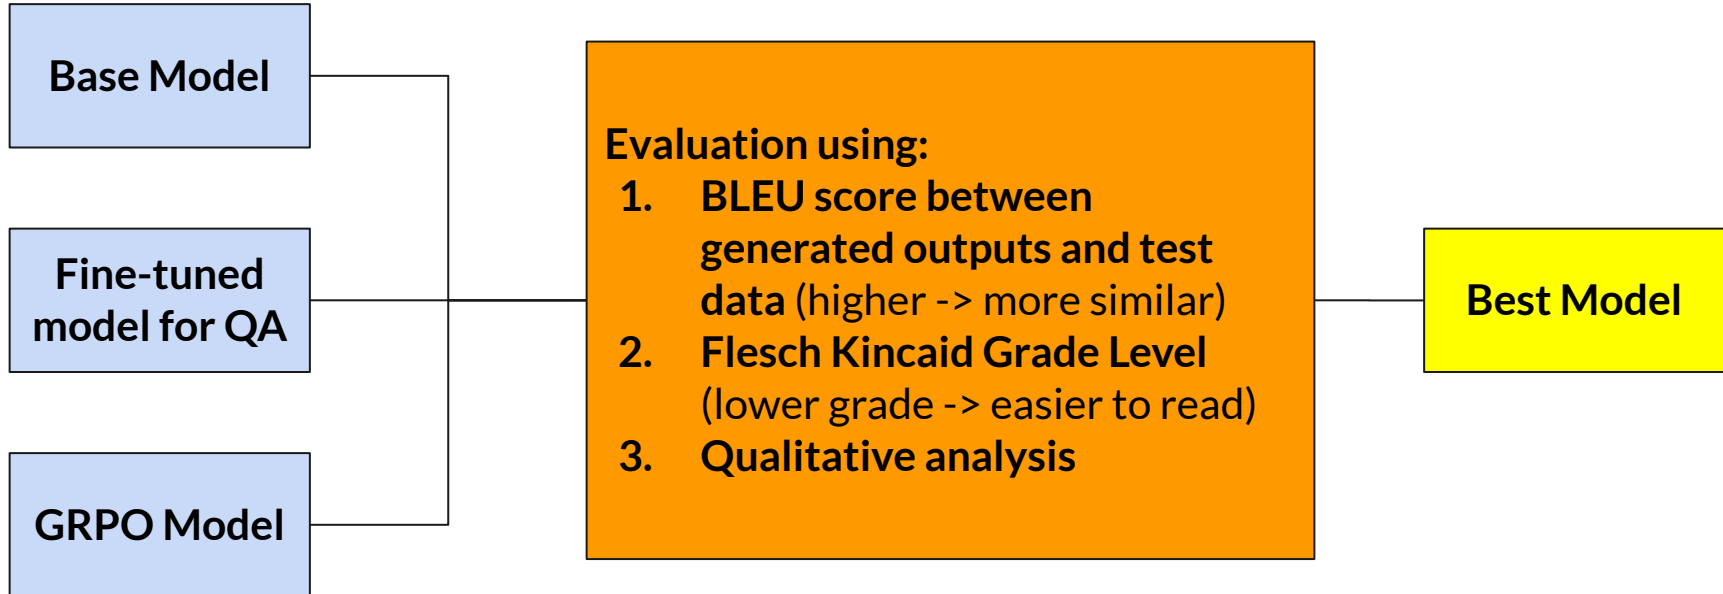 Base Model
Fine-tuned
model for QA
GRPO Model
Evaluation using:
1. BLEU score between
generated outputs and test
data (higher -> more similar)
2. Flesch Kincaid Grade Level
(lower grade -> easier to read)
3. Qualitative analysis
Best Model